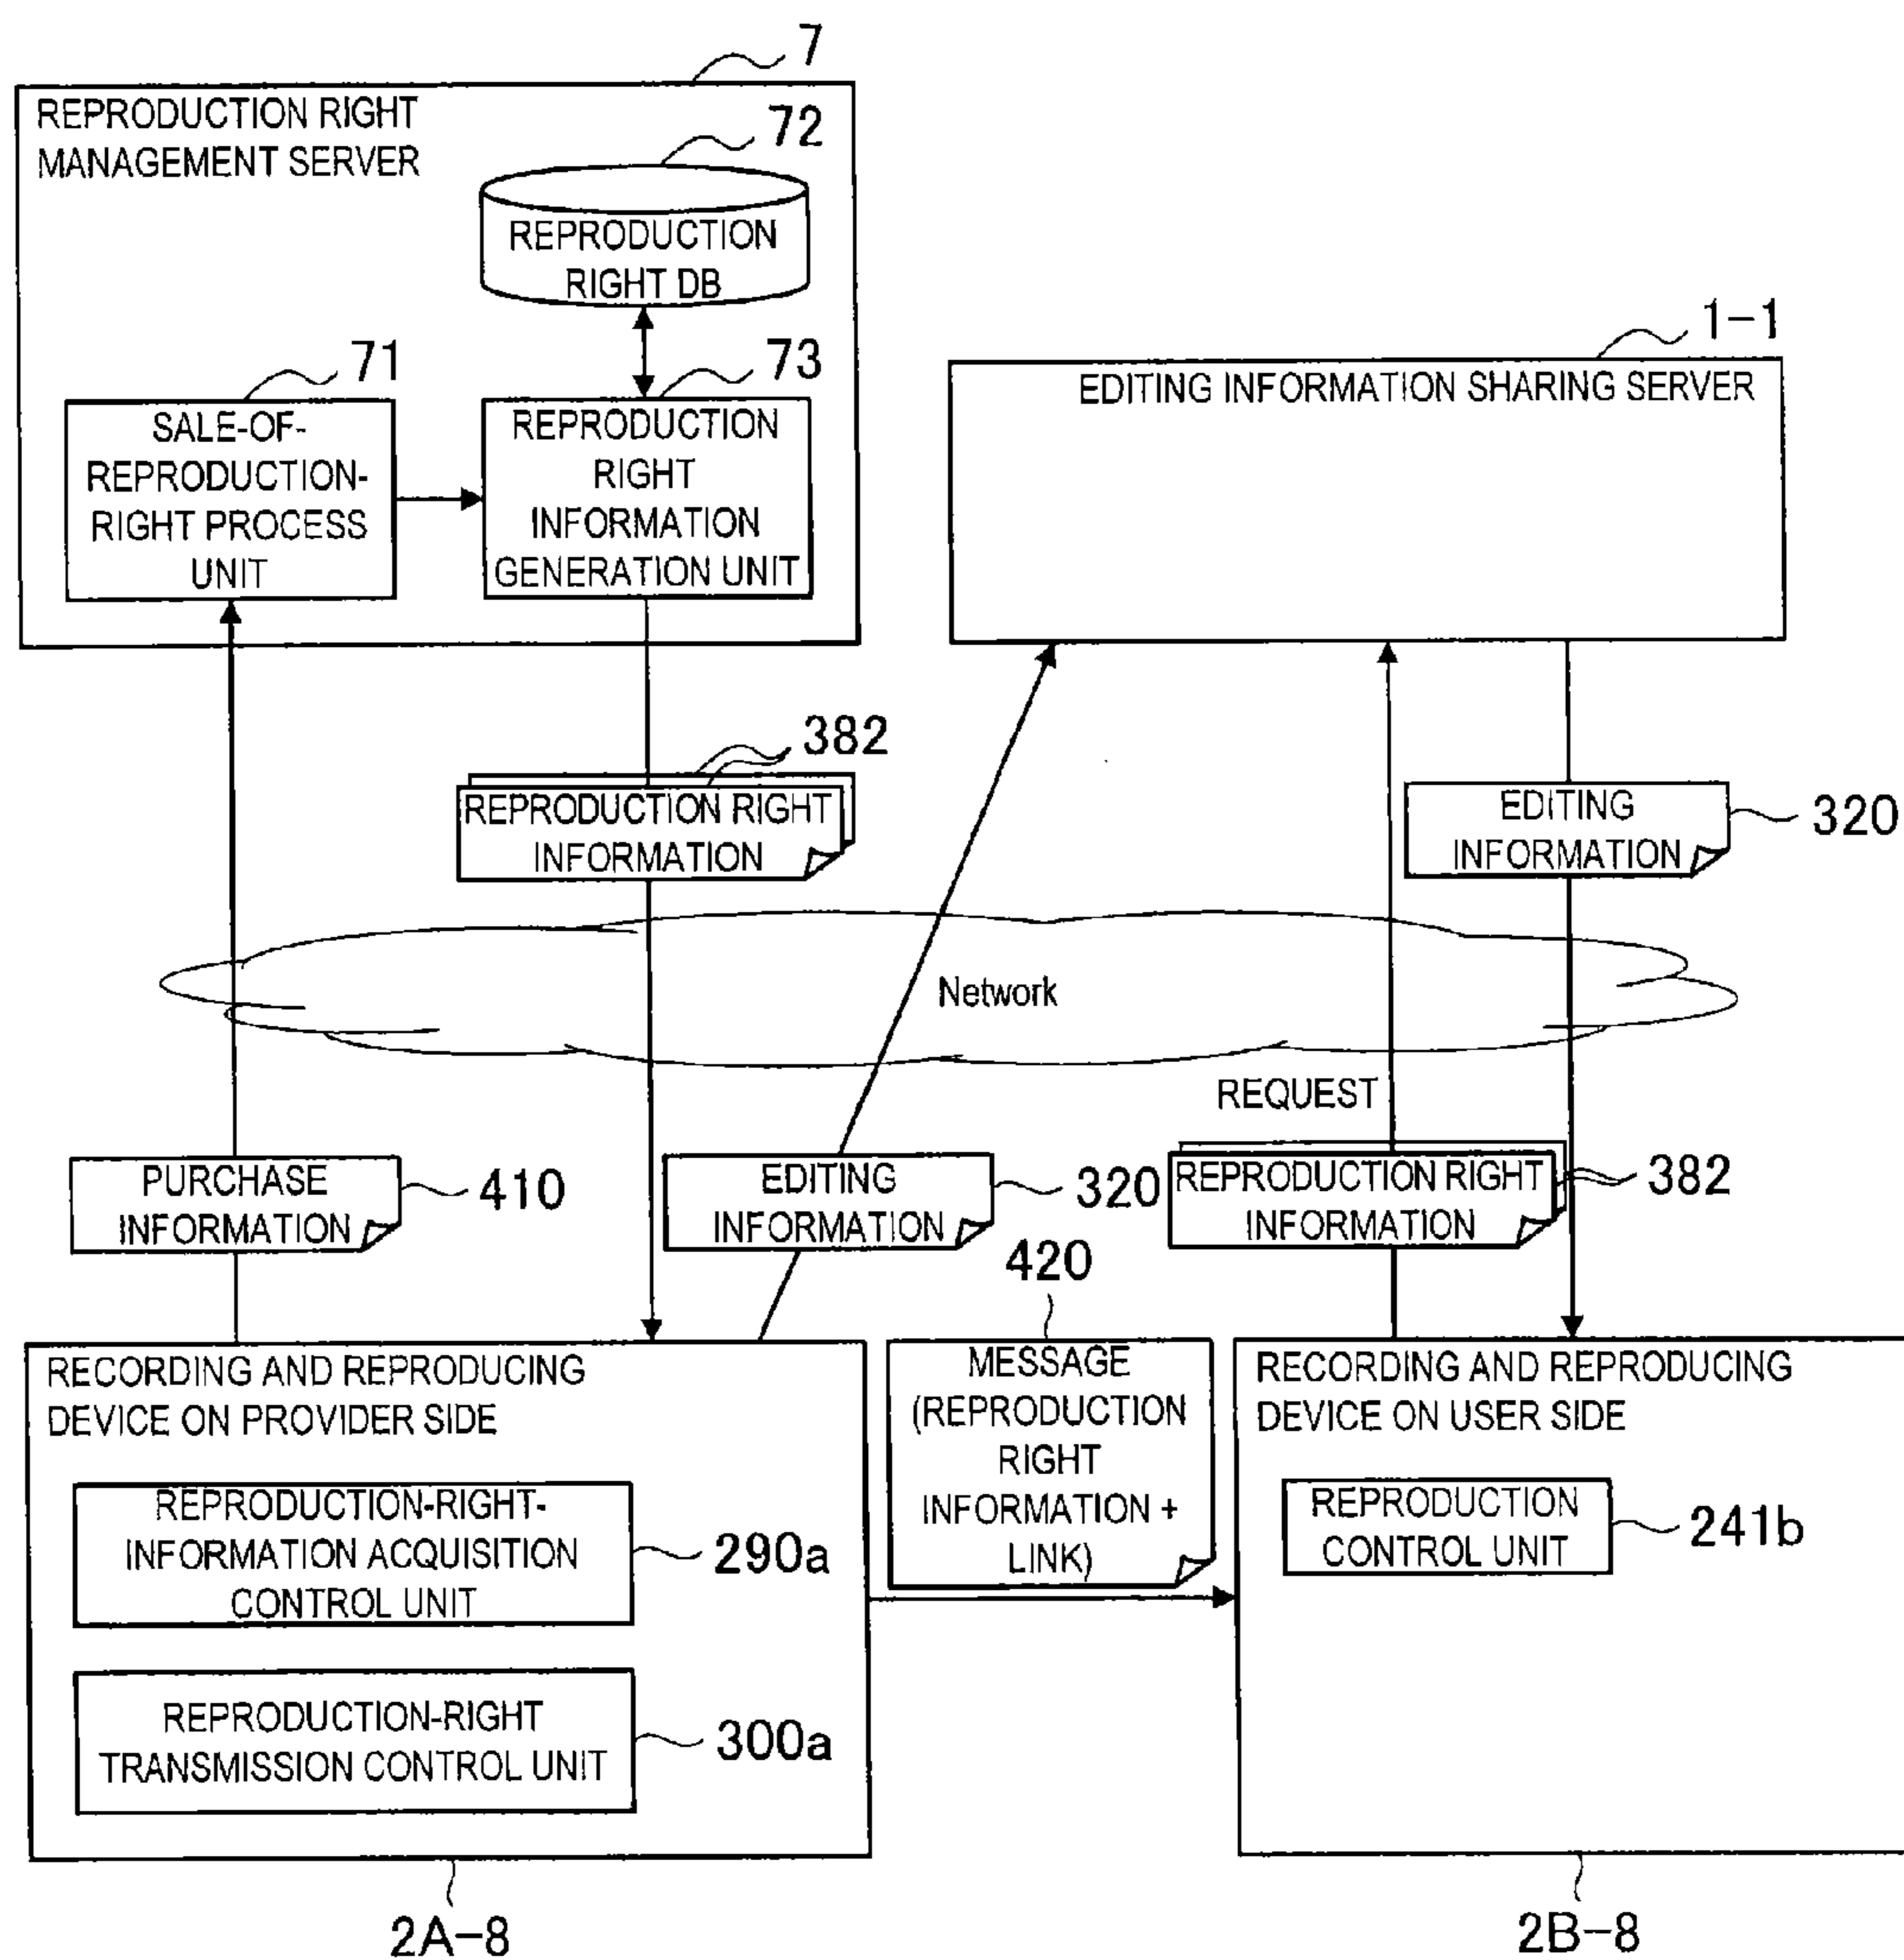 7
REPRODUCTION RIGHT
MANAGEMENT SERVER
72
REPRODUCTION
RIGHT DB
71
SALE-OF-
REPRODUCTION-
RIGHT PROCESS
UNIT
73
REPRODUCTION
RIGHT
INFORMATION
GENERATION UNIT
1-1
EDITING INFORMATION SHARING SERVER
382
REPRODUCTION RIGHT
INFORMATION
EDITING
INFORMATION
320
Network
REQUEST
PURCHASE
INFORMATION
410
EDITING
INFORMATION
320
REPRODUCTION RIGHT
INFORMATION
382
420
MESSAGE
(REPRODUCTION
RIGHT
INFORMATION +
LINK)
RECORDING AND REPRODUCING
DEVICE ON PROVIDER SIDE
REPRODUCTION-RIGHT-
INFORMATION ACQUISITION
CONTROL UNIT
290a
REPRODUCTION-RIGHT
TRANSMISSION CONTROL UNIT
300a
2A-8
RECORDING AND REPRODUCING
DEVICE ON USER SIDE
REPRODUCTION
CONTROL UNIT
241b
2B-8